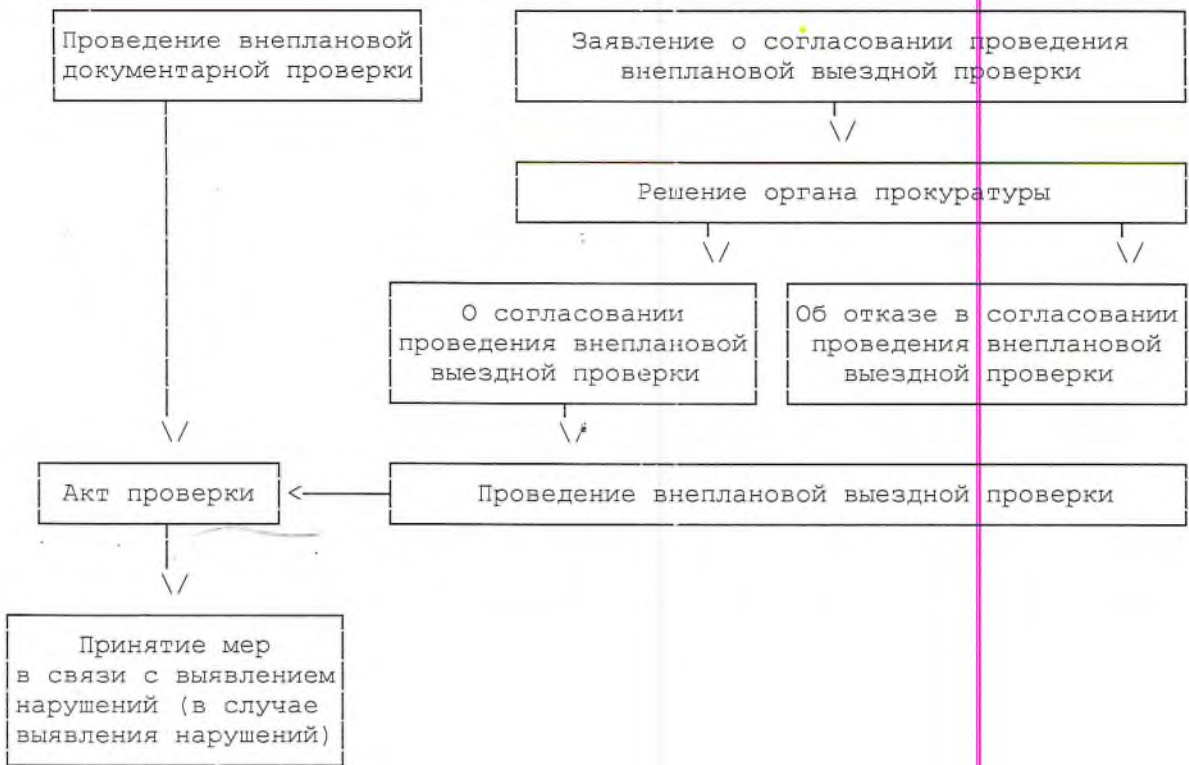 Проведение внеплановой
документарной проверки
Заявление о согласовании проведения
внеплановой выездной проверки
Решение органа прокуратуры
О согласовании
проведения внеплановой
выездной проверки
Об отказе в согласовании
проведения внеплановой
выездной проверки
Акт проверки
Проведение внеплановой выездной проверки
Принятие мер
в связи с выявлением
нарушений (в случае
выявления нарушений)